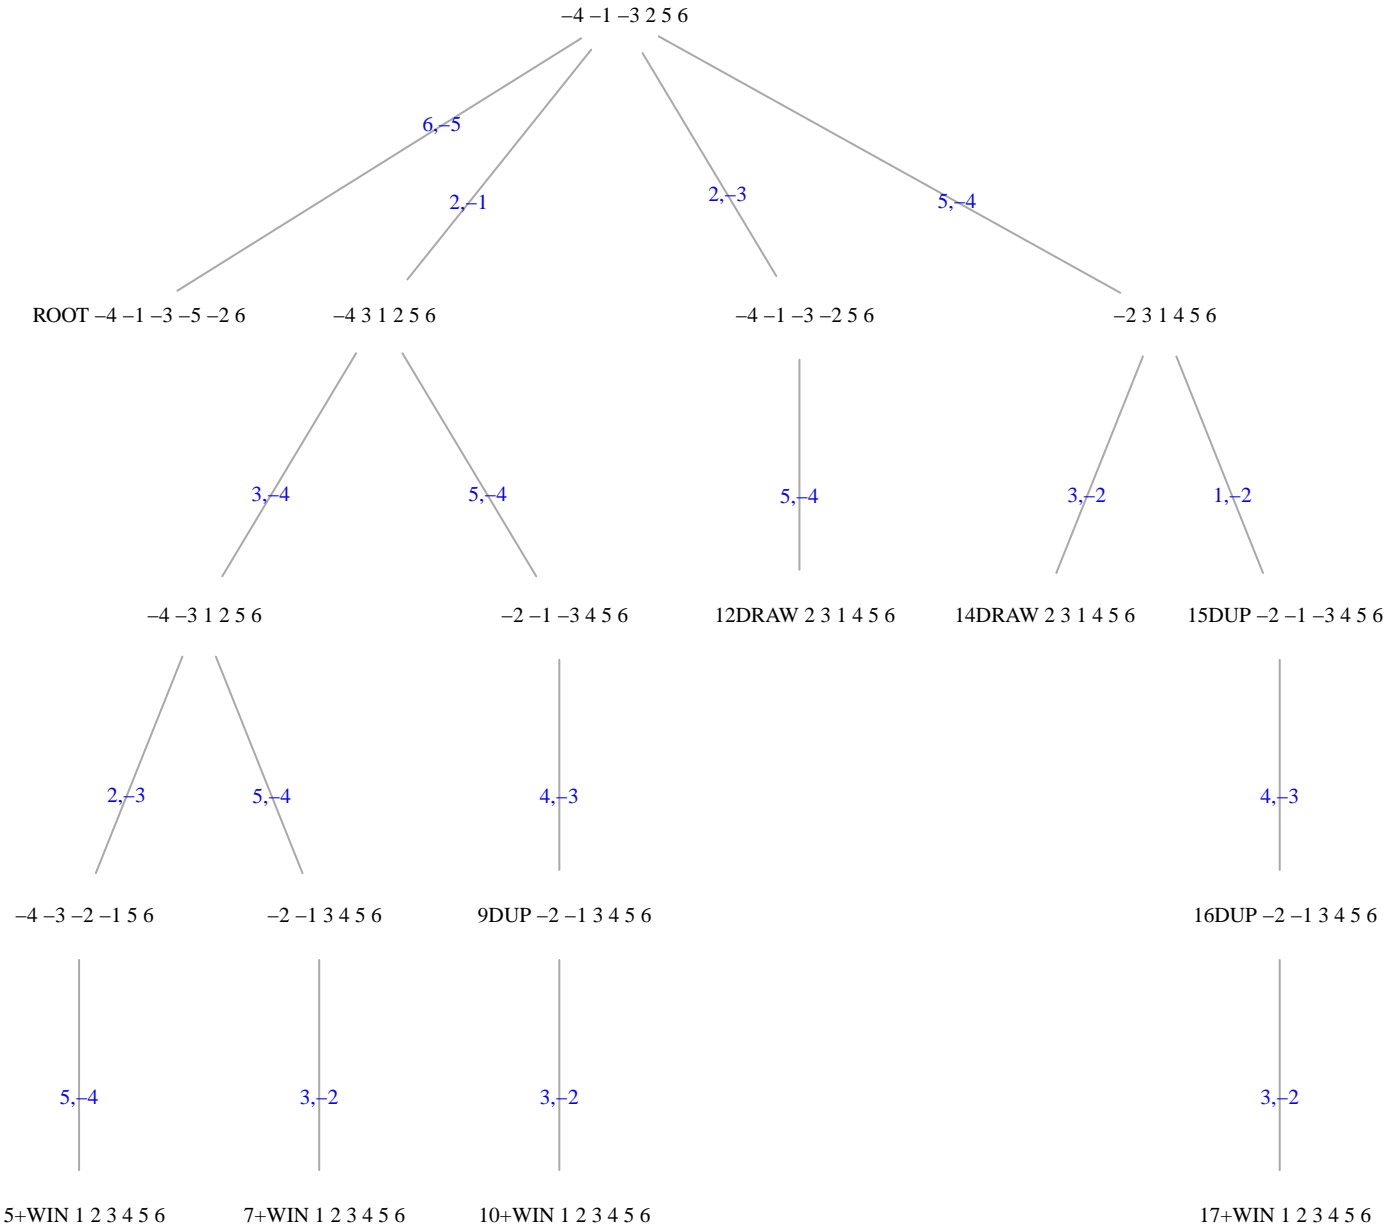 –4 –1 –3 2 5 6
6,–5
2,–1
2,–3
5,–4
ROOT –4 –1 –3 –5 –2 6
–4 3 1 2 5 6
–4 –1 –3 –2 5 6
–2 3 1 4 5 6
3,–4
5,–4
5,–4
3,–2
1,–2
–4 –3 1 2 5 6
–2 –1 –3 4 5 6
12DRAW 2 3 1 4 5 6
14DRAW 2 3 1 4 5 6
15DUP –2 –1 –3 4 5 6
2,–3
5,–4
4,–3
4,–3
–4 –3 –2 –1 5 6
–2 –1 3 4 5 6
9DUP –2 –1 3 4 5 6
16DUP –2 –1 3 4 5 6
5,–4
3,–2
3,–2
3,–2
5+WIN 1 2 3 4 5 6
7+WIN 1 2 3 4 5 6
10+WIN 1 2 3 4 5 6
17+WIN 1 2 3 4 5 6